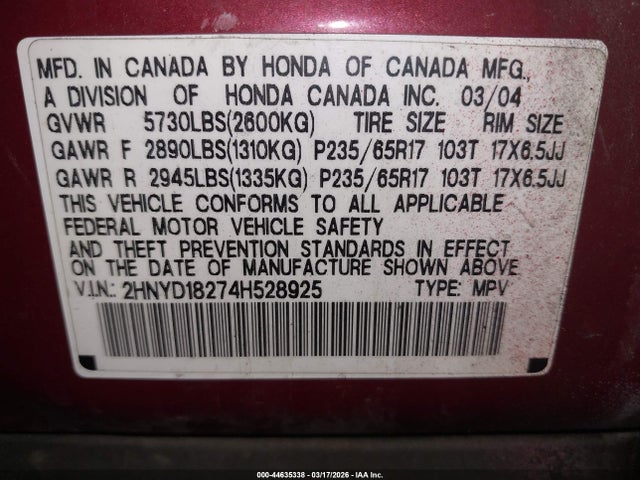 MFD. IN CANADA BY HONDA OF CANADA MFG.,
A DIVISION OF HONDA CANADA INC. 03/04
GVWR 5730LBS(2600KG) TIRE SIZE RIM SIZE
GAWR F 2890LBS(1310KG) P235/65R17 103T 17X6.5JJ
GAWR R 2945LBS(1335KG) P235/65R17 103T 17X6.5JJ
THIS VEHICLE CONFORMS TO ALL APPLICABLE
FEDERAL MOTOR VEHICLE SAFETY
AND THEFT PREVENTION STANDARDS IN EFFECT
ON THE DATE OF MANUFACTURE SHOWN ABOVE.
V.I.N.: 2HNYD18274H528925 TYPE: MPV
000-44635338 - 03/17/2026 - IAA Inc.